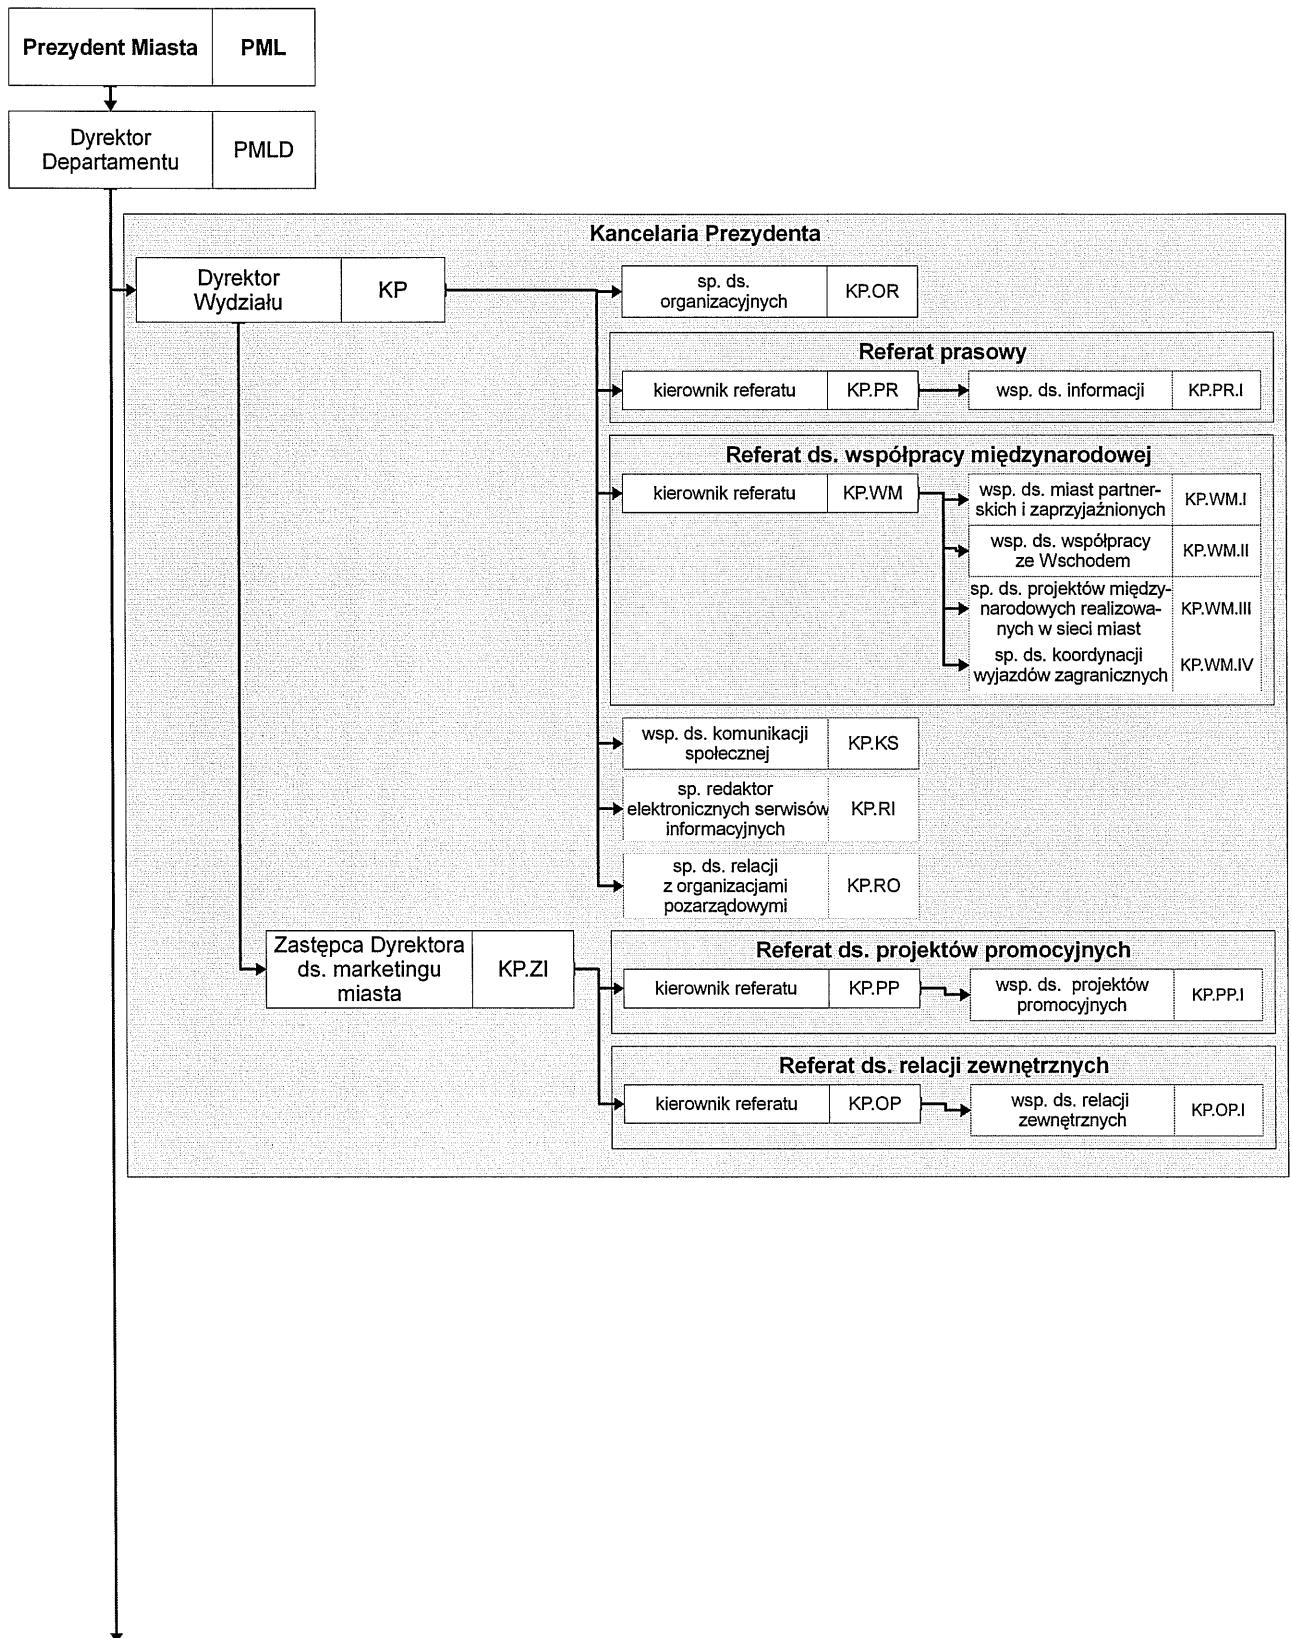 Prezydent Miasta PML
Dyrektor
Departamentu
PMLD
Kancelaria Prezydenta
Dyrektor
Wydziału
KP
sp. ds.
organizacyjnych
KP.OR
Referat prasowy
kierownik referatu KP.PR
wsp. ds. informacji KP.PR.I
Referat ds. współpracy międzynarodowej
kierownik referatu KP.WM
wsp. ds. miast partner-
skich i zaprzyjaźnionych
KP.WM.I
wsp. ds. współpracy
ze Wschodem
KP.WM.II
sp. ds. projektów między-
narodowych realizowa-
nych w sieci miast
KP.WM.III
sp. ds. koordynacji
wyjazdów zagranicznych
KP.WM.IV
wsp. ds. komunikacji
społecznej
KP.KS
sp. redaktor
elektronicznych serwisów
informacyjnych
KP.RI
sp. ds. relacji
z organizacjami
pozarządowymi
KP.RO
Zastępca Dyrektora
ds. marketingu
miasta
KP.ZI
Referat ds. projektów promocyjnych
kierownik referatu KP.PP
wsp. ds. projektów
promocyjnych
KP.PP.I
Referat ds. relacji zewnętrznych
kierownik referatu KP.OP
wsp. ds. relacji
zewnętrznych
KP.OP.I